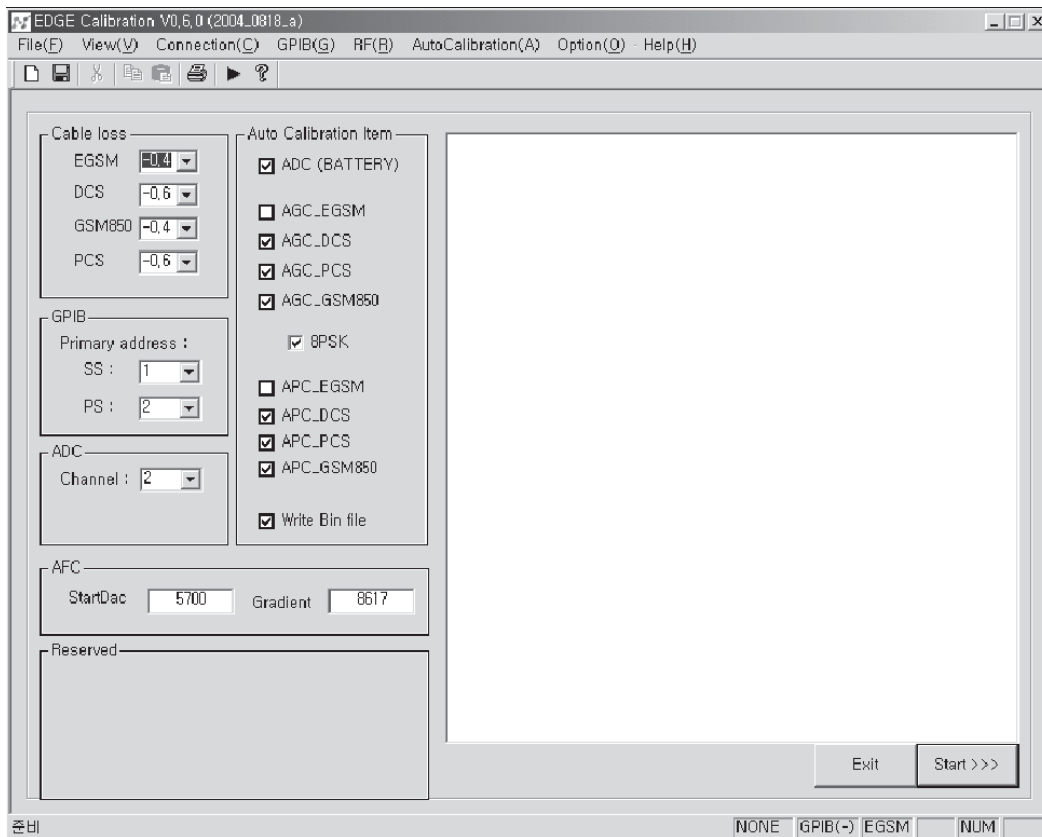 EDGE Calibration V0,6,0 (2004_0818_a)
File(F) View(V) Connection(C) GPIB(G) RF(R) AutoCalibration(A) Option(O) - Help(H)
Cable loss
EGSM -0,4
DCS -0,6
GSM850 -0,4
PCS -0,6
GPIB
Primary address :
SS : 1
PS : 2
ADC
Channel : 2
Auto Calibration Item
ADC (BATTERY)
AGC_EGSM
AGC_DCS
AGC_PCS
AGC_GSM850
8PSK
APC_EGSM
APC_DCS
APC_PCS
APC_GSM850
Write Bin file
AFC
StartDac 5700 Gradient 8617
Reserved
Exit Start >>>
준비 NONE GPIB(-) EGSM NUM